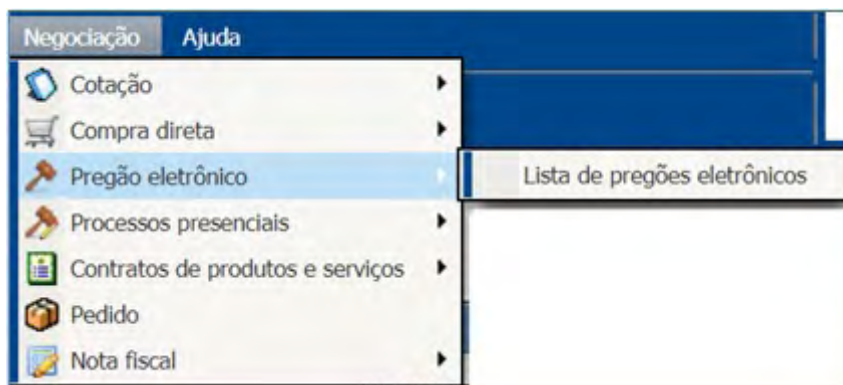 Negociação Ajuda
Cotação
Compra direta
Pregão eletrônico
Lista de pregões eletrônicos
Processos presenciais
Contratos de produtos e serviços
Pedido
Nota fiscal